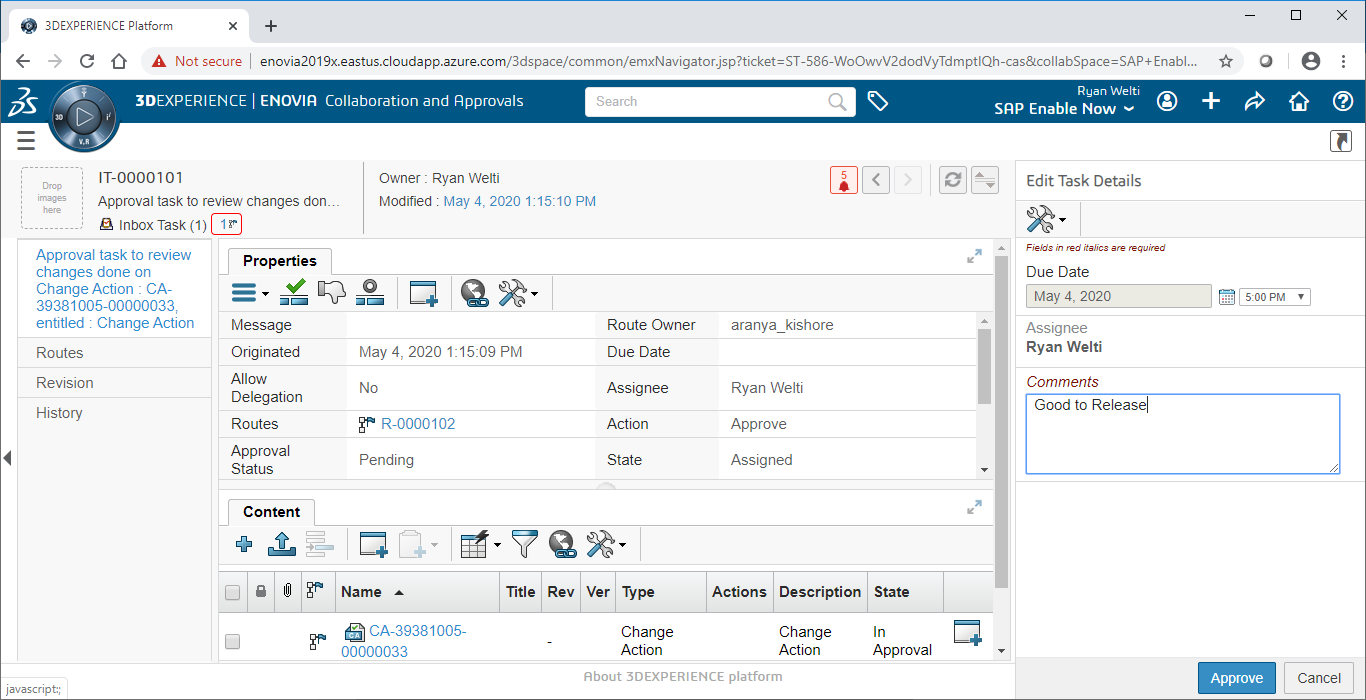 3DEXPERIENCE Platform
Not secure
enovia2019x.eastus.cloudapp.azure.com/3dspace/common/emxNavigator.jsp?ticket=ST-586-WoOwvV2dodVyTdmptIQh-cas&collabSpace=SAP+Enabl...
3DEXPERIENCE | ENOVIA Collaboration and Approvals
Search
Ryan Welti
SAP Enable Now
3D
V.R
Drop
images
here
IT-0000101
Approval task to review changes don…
Inbox Task (1) 1
Owner : Ryan Welti
Modified : May 4, 2020 1:15:10 PM
5
Approval task to review
changes done on
Change Action : CA-
39381005-00000033,
entitled : Change Action
Routes
Revision
History
Properties
Message
Route Owner aranya_kishore
Originated May 4, 2020 1:15:09 PM
Due Date
Allow
Delegation
No
Assignee Ryan Welti
Routes R-0000102
Action Approve
Approval
Status
Pending
State Assigned
Content
Name Title Rev Ver Type Actions Description State
CA
CA-39381005-
00000033
-
Change
Action
Change
Action
In
Approval
Edit Task Details
Fields in red italics are required
Due Date
May 4, 2020 5:00 PM
Assignee
Ryan Welti
Comments
Good to Release
Approve Cancel
About 3DEXPERIENCE platform
javascript:;